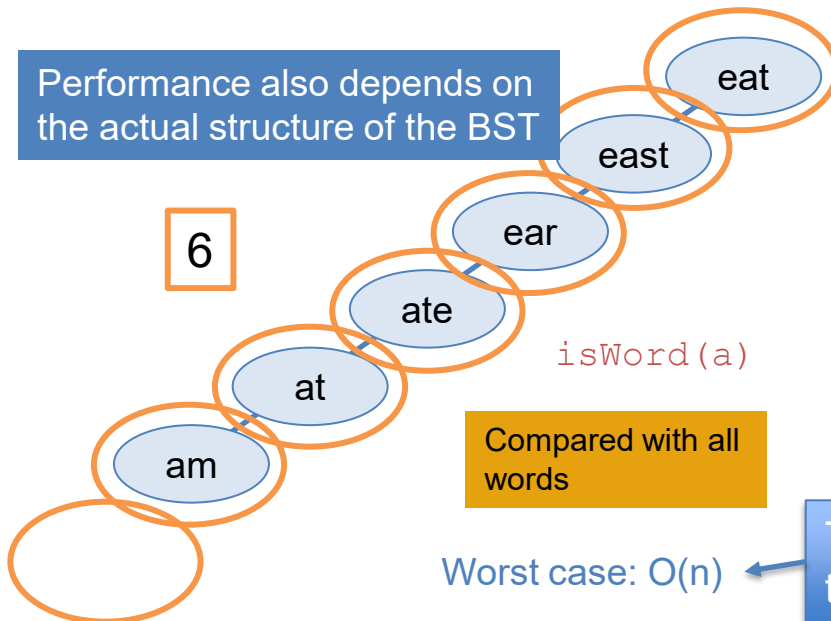 eat
Performance also depends on
the actual structure of the BST
east
6
ear
ate
isWord(a)
at
Compared with all
words
am
Worst case: O(n)